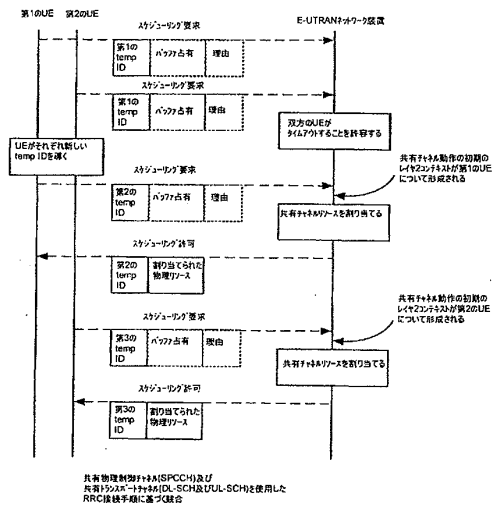 第1のUE 第2のUE E-UTRANネットワーク装置
スケジューリング要求
第1の
temp
ID
バッファ占有
理由
スケジューリング要求
第1の
temp
ID
バッファ占有
理由
双方のUEが
タイムアウトすることを許容する
UEがそれぞれ新しい
temp IDを導く
スケジューリング要求
第2の
temp
ID
バッファ占有
理由
共有チャネル動作の初期の
レイヤ2コンテキストが第1のUE
について形成される
共有チャネルリソースを割り当てる
スケジューリング許可
第2の
temp
ID
割り当てられた
物理リソース
共有チャネル動作の初期の
レイヤ2コンテキストが第2のUE
について形成される
スケジューリング要求
第3の
temp
ID
バッファ占有
理由
共有チャネルリソースを割り当てる
スケジューリング許可
第3の
temp
ID
割り当てられた
物理リソース
共有物理制御チャネル(SPCCH)及び
共有トランスポートチャネル(DL-SCH及びUL-SCH)を使用した
RRC接続手順に基づく競合